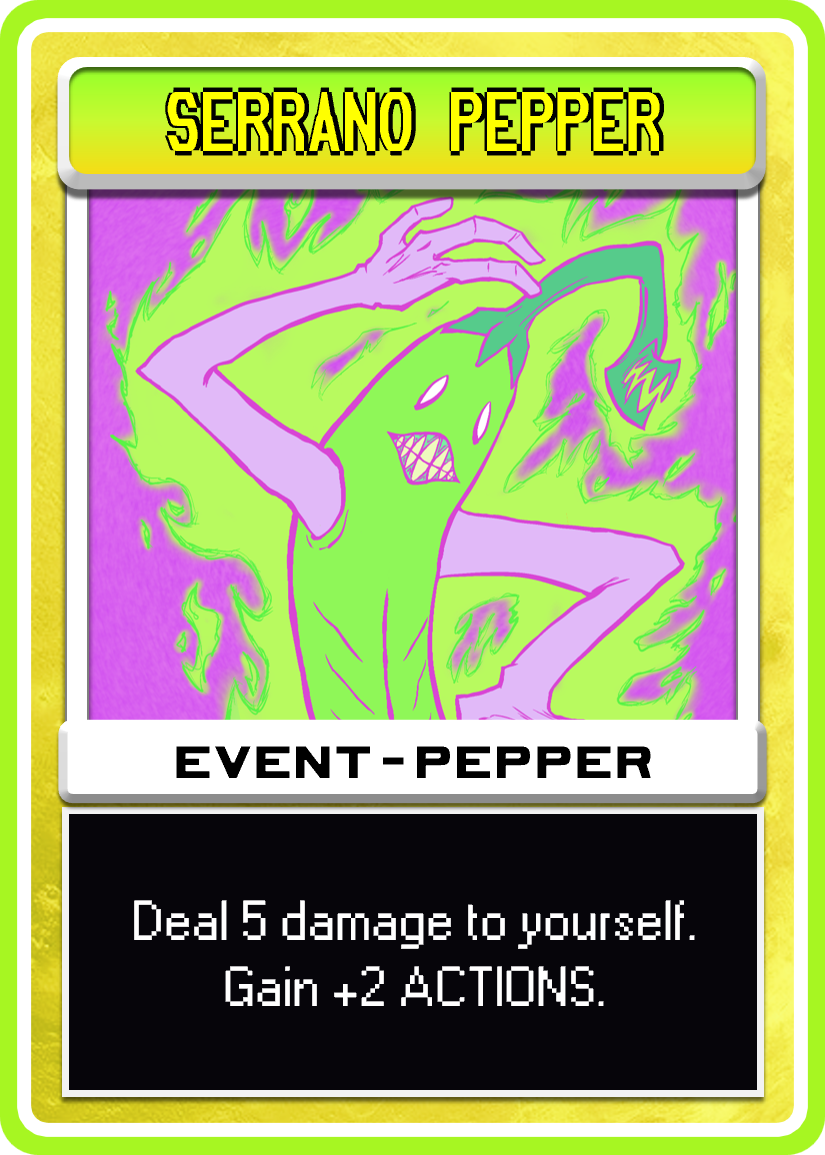 SERRANO PEPPER
EVENT-PEPPER
Deal 5 damage to yourself.
Gain +2 ACTIONS.